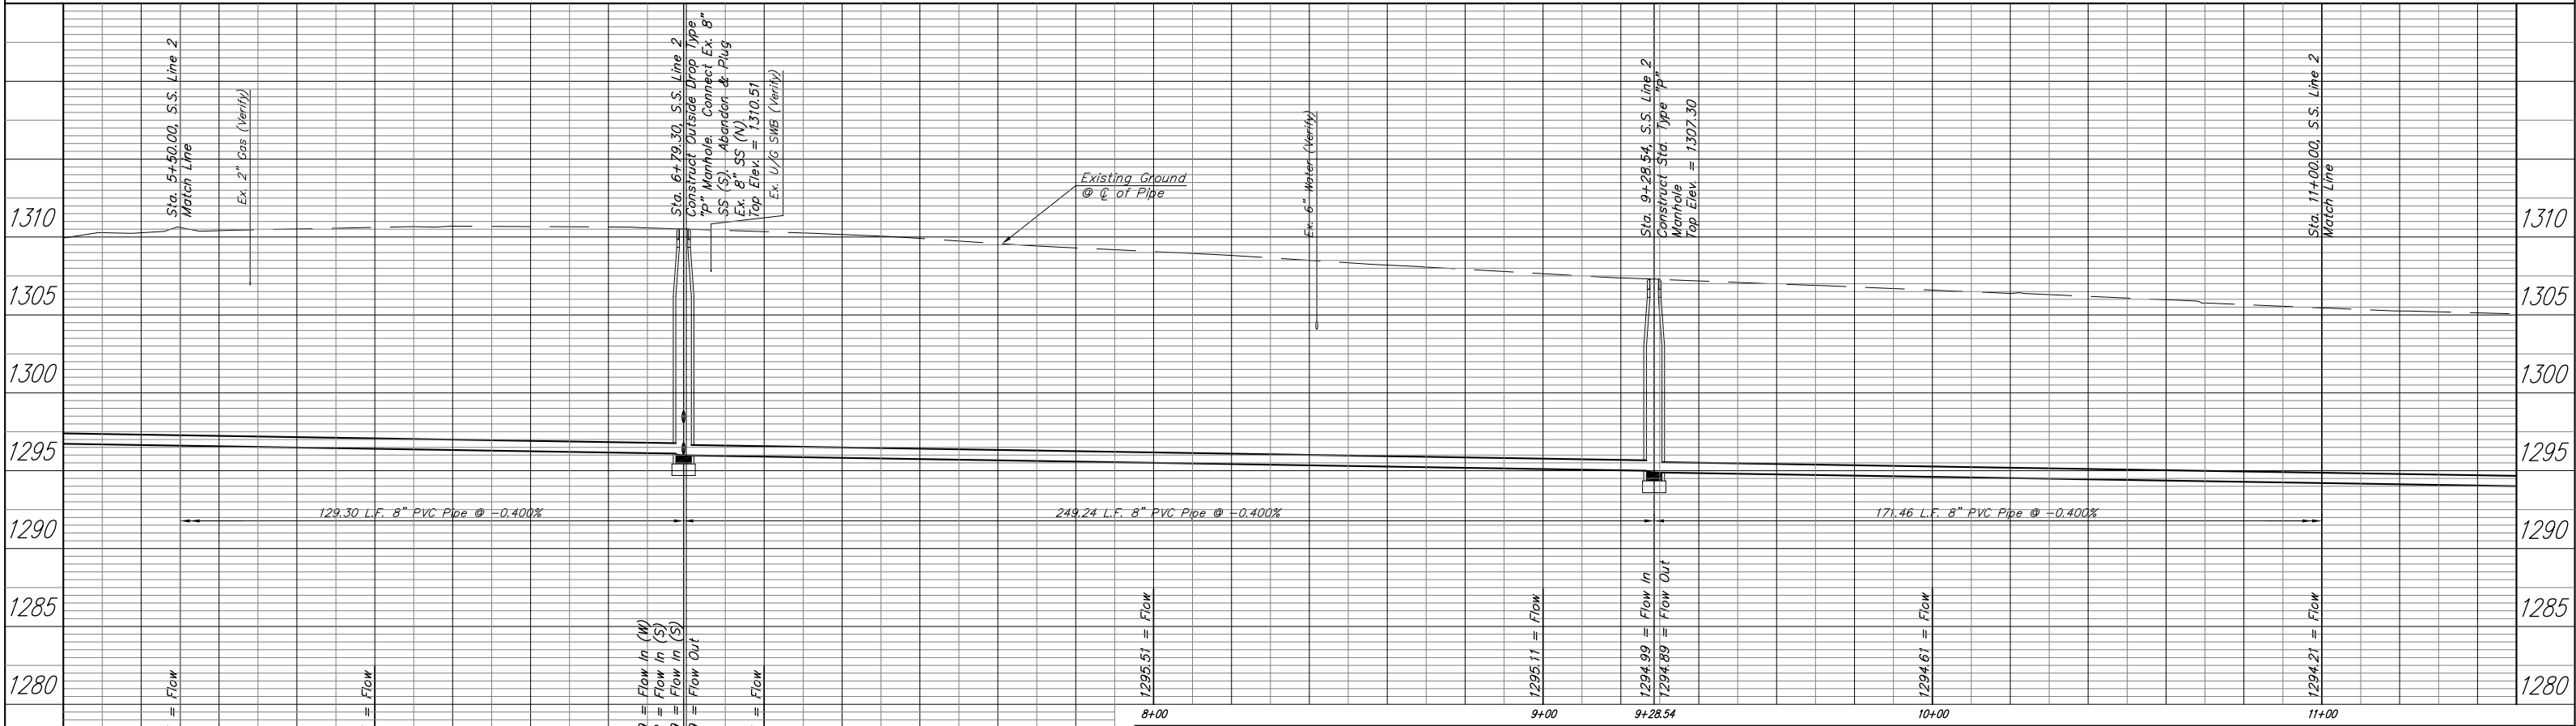 Sta. 5+50.00, S.S. Line 2
Match Line
Ex. 2" Gas (Verify)
Sta. 6+79.30, S.S. Line 2
Construct Outside Drop Type
"P" Manhole. Connect Ex. 8"
SS (S). Abandon & Plug
Ex. 8" SS (N).
Top Elev. = 1310.51
Ex. U/G SWB (Verify)
Existing Ground
@ ℄ of Pipe
Ex. 6" Water (Verify)
Sta. 9+28.54, S.S. Line 2
Construct Std. Type "P"
Manhole
Top Elev. = 1307.30
Sta. 11+00.00, S.S. Line 2
Match Line
1310
1310
1305
1305
1300
1300
1295
1295
129.30 L.F. 8" PVC Pipe @ -0.400%
249.24 L.F. 8" PVC Pipe @ -0.400%
171.46 L.F. 8" PVC Pipe @ -0.400%
1290
1290
1285
1285
1280
1280
= Flow
= Flow
= Flow In (W)
= Flow In (S)
= Flow In (S)
= Flow Out
= Flow
1295.51 = Flow
1295.11 = Flow
1294.99 = Flow In
1294.89 = Flow Out
1294.61 = Flow
1294.21 = Flow
8+00
9+00
9+28.54
10+00
11+00